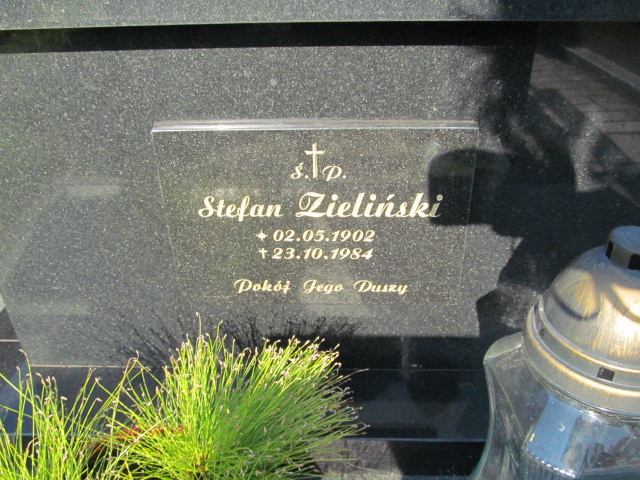 Ś.P.
Stefan Zieliński
02.05.1902
23.10.1984
Pokój Jego Duszy